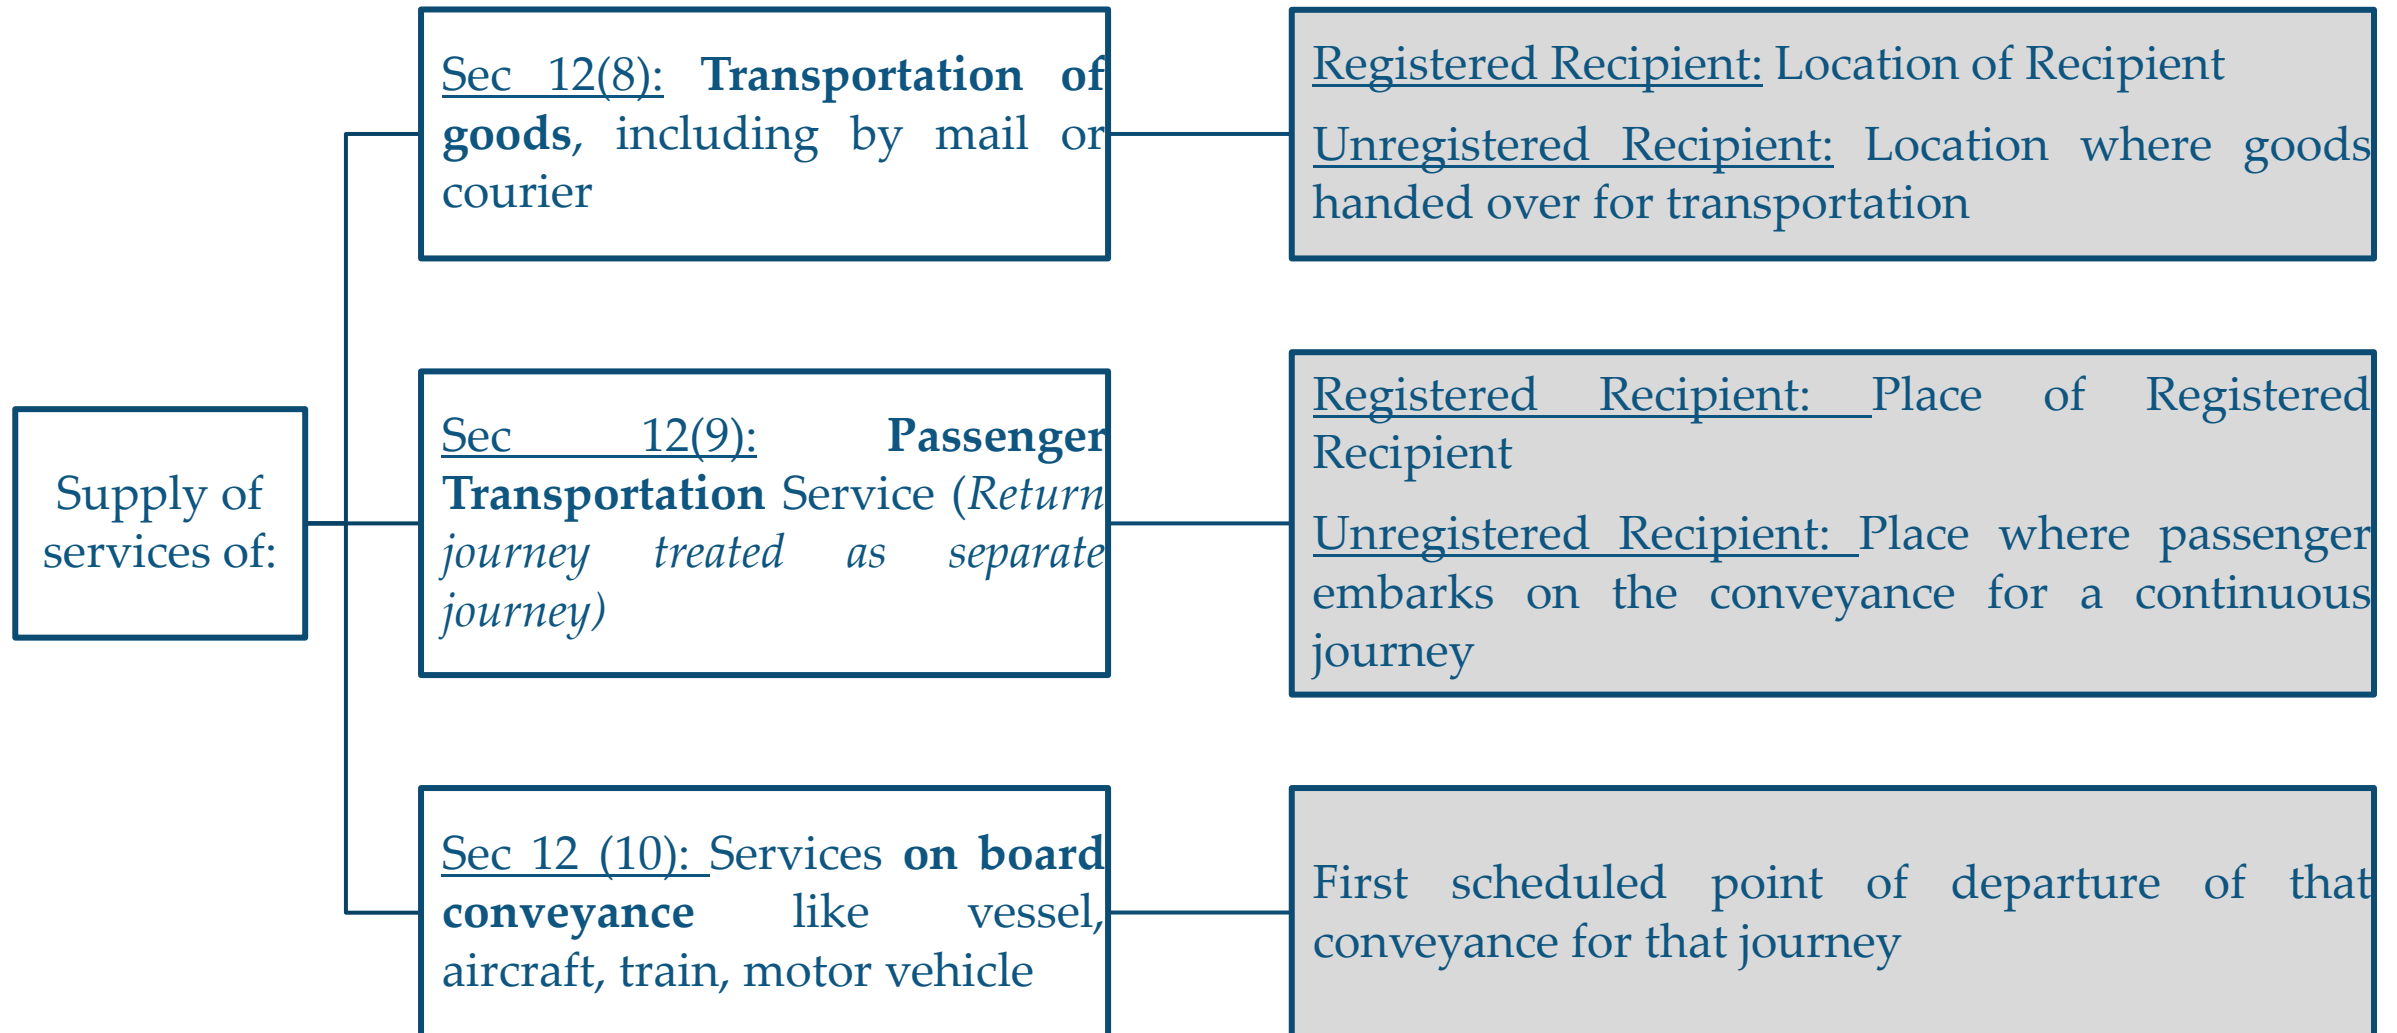 Supply of
services of:
Sec 12(8): Transportation of
goods, including by mail or
courier
Registered Recipient: Location of Recipient
Unregistered Recipient: Location where goods
handed over for transportation
Sec 12(9): Passenger
Transportation Service (Return
journey treated as separate
journey)
Registered Recipient: Place of Registered
Recipient
Unregistered Recipient: Place where passenger
embarks on the conveyance for a continuous
journey
Sec 12 (10): Services on board
conveyance like vessel,
aircraft, train, motor vehicle
First scheduled point of departure of that
conveyance for that journey